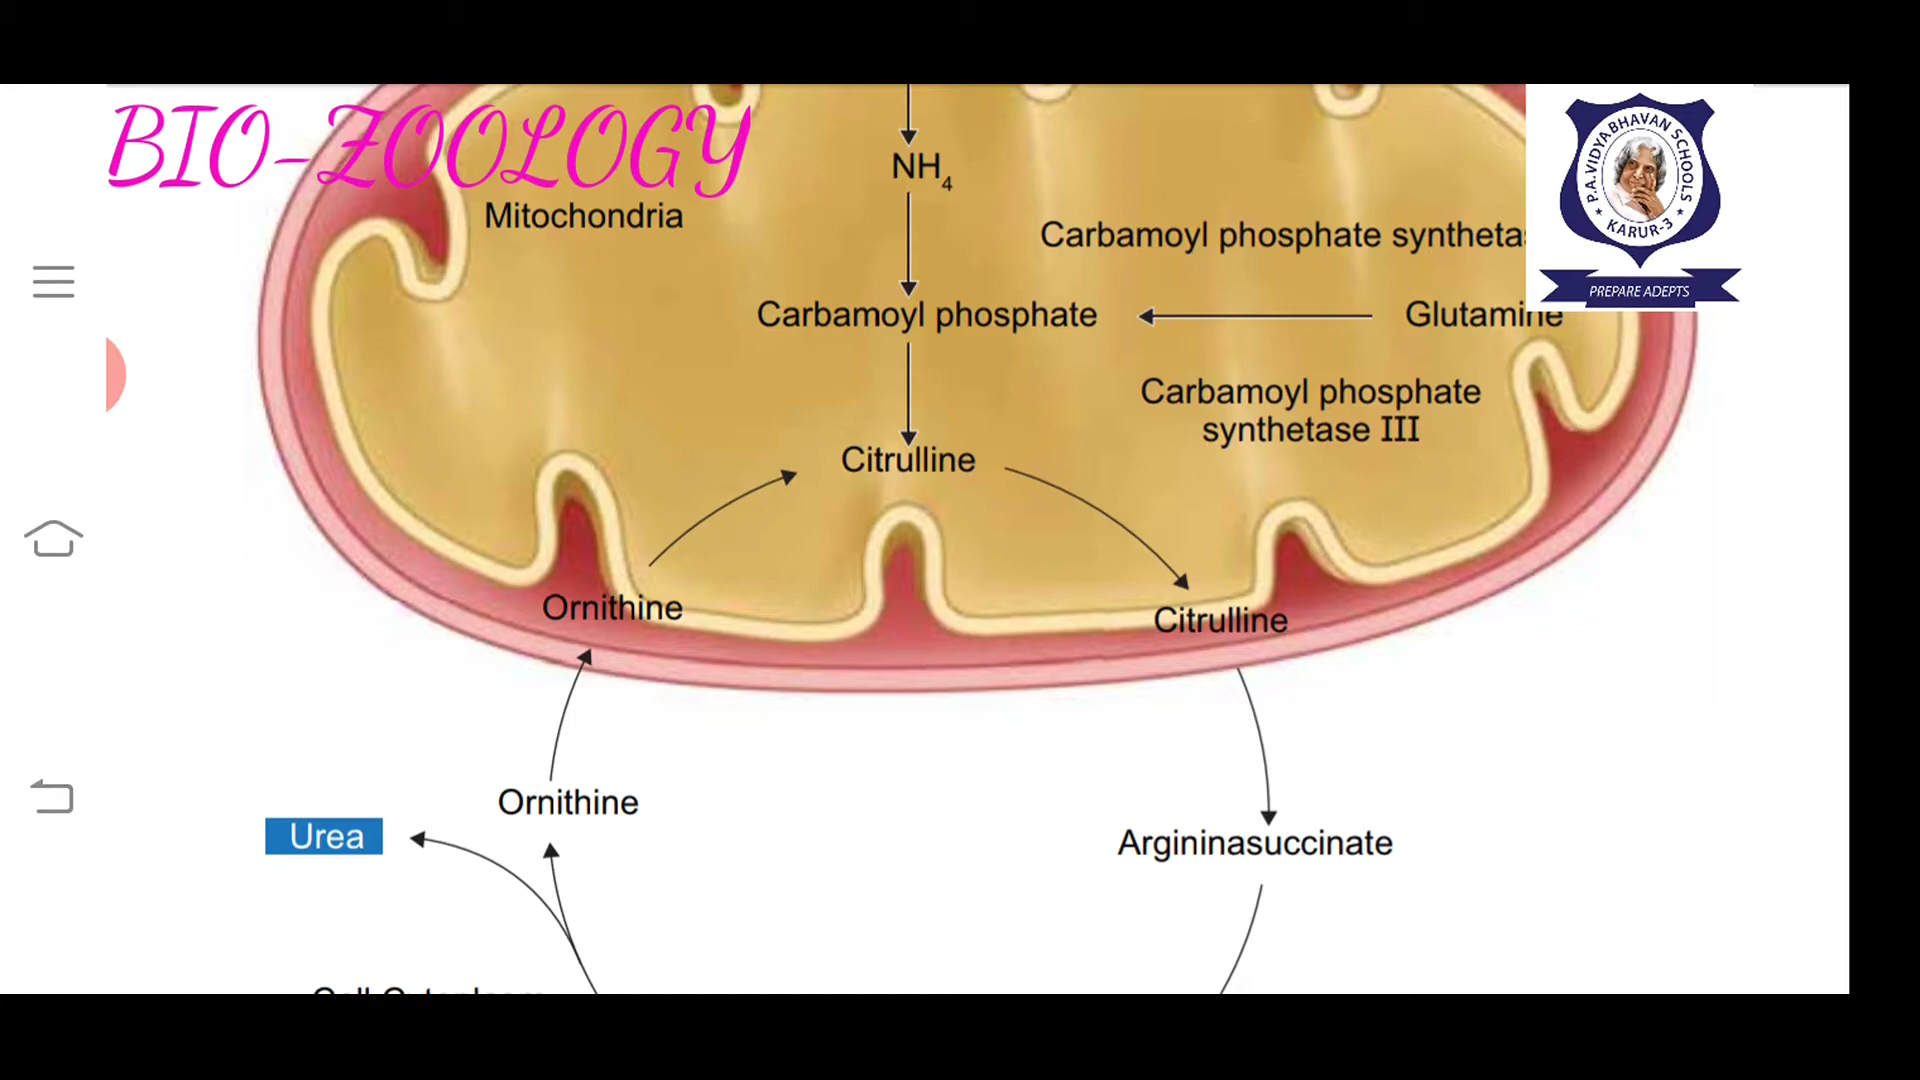 BIO-ZOOLOGY
P.A.VIDYA BHAVAN SCHOOLS
★ KARUR-3 ★
PREPARE ADEPTS
NH4
Mitochondria
Carbamoyl phosphate
Carbamoyl phosphate
Glutamine
Carbamoyl phosphate
synthetase III
Citrulline
Ornithine
Citrulline
Ornithine
Urea
Argininasuccinate